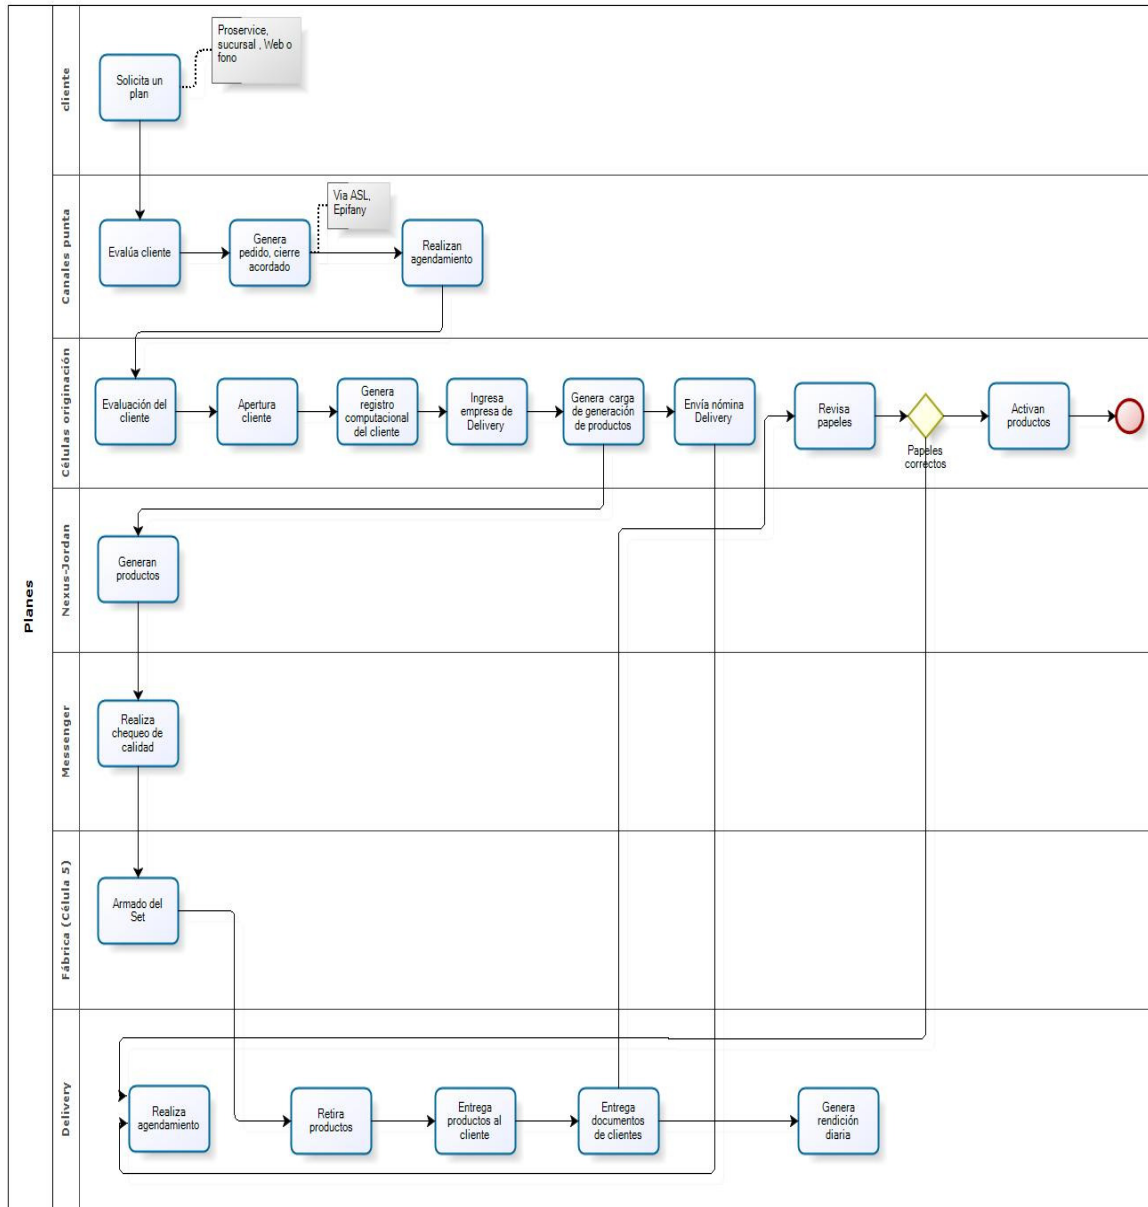 Planes
cliente
Solicita un
plan
Proservice,
sucursal , Web o
fono
Canales punta
Evalúa cliente
Genera
pedido, cierre
acordado
Via ASL,
Epifany
Realizan
agendamiento
Células originación
Evaluación del
cliente
Apertura
cliente
Genera
registro
computacional
del cliente
Ingresa
empresa de
Delivery
Genera carga
de generación
de productos
Envía nómina
Delivery
Revisa
papeles
Papeles
correctos
Activan
productos
Nexus-Jordan
Generan
productos
Messenger
Realiza
chequeo de
calidad
Fábrica (Célula 5)
Armado del
Set
Delivery
Realiza
agendamiento
Retira
productos
Entrega
productos al
cliente
Entrega
documentos
de clientes
Genera
rendición
diaria